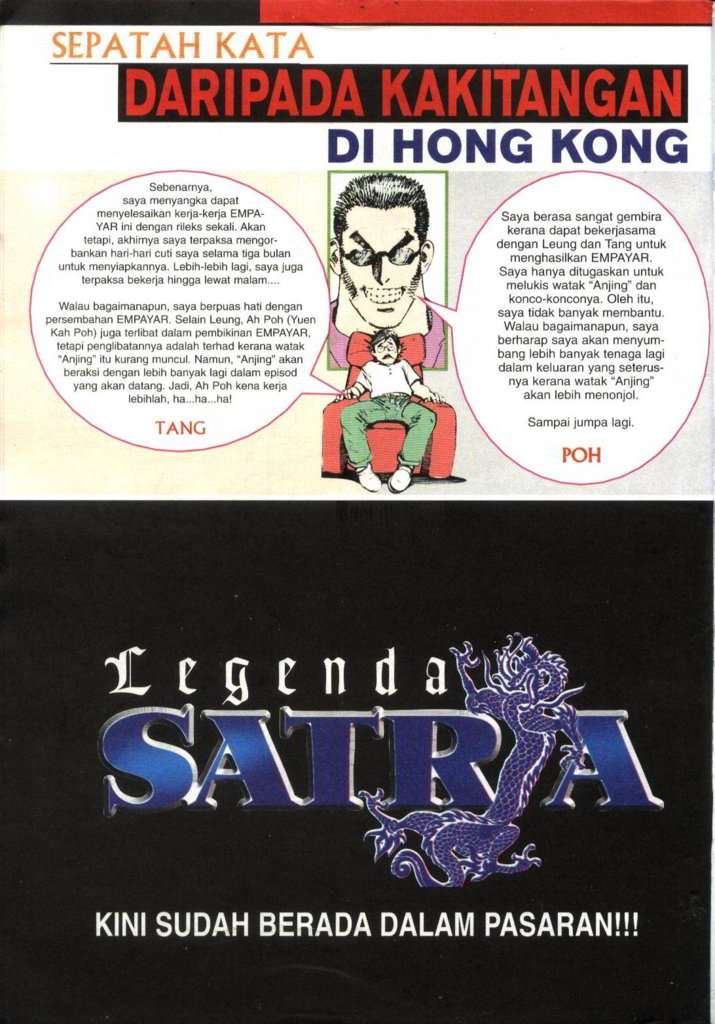 SEPATAH KATA
DARIPADA KAKITANGAN
DI HONG KONG
Sebenarnya,
saya menyangka dapat
menyelesaikan kerja-kerja EMPA-
YAR ini dengan rileks sekali. Akan
tetapi, akhirnya saya terpaksa mengor-
bankan hari-hari cuti saya selama tiga bulan
untuk menyiapkannya. Lebih-lebih lagi, saya juga
terpaksa bekerja hingga lewat malam....
Walau bagaimanapun, saya berpuas hati dengan
persembahan EMPAYAR. Selain Leung, Ah Poh (Yuen
Kah Poh) juga terlibat dalam pembikinan EMPAYAR,
tetapi penglibatannya adalah terhad kerana watak
“Anjing” itu kurang muncul. Namun, “Anjing” akan
beraksi dengan lebih banyak lagi dalam episod
yang akan datang. Jadi, Ah Poh kena kerja
lebihlah, ha...ha...ha!
TANG
Saya berasa sangat gembira
kerana dapat bekerjasama
dengan Leung dan Tang untuk
menghasilkan EMPAYAR.
Saya hanya ditugaskan untuk
melukis watak “Anjing” dan
konco-konconya. Oleh itu,
saya tidak banyak membantu.
Walau bagaimanapun, saya
berharap saya akan menyum-
bang lebih banyak tenaga lagi
dalam keluaran yang seterus-
nya kerana watak “Anjing”
akan lebih menonjol.
Sampai jumpa lagi.
POH
Legenda
SATRIA
KINI SUDAH BERADA DALAM PASARAN!!!